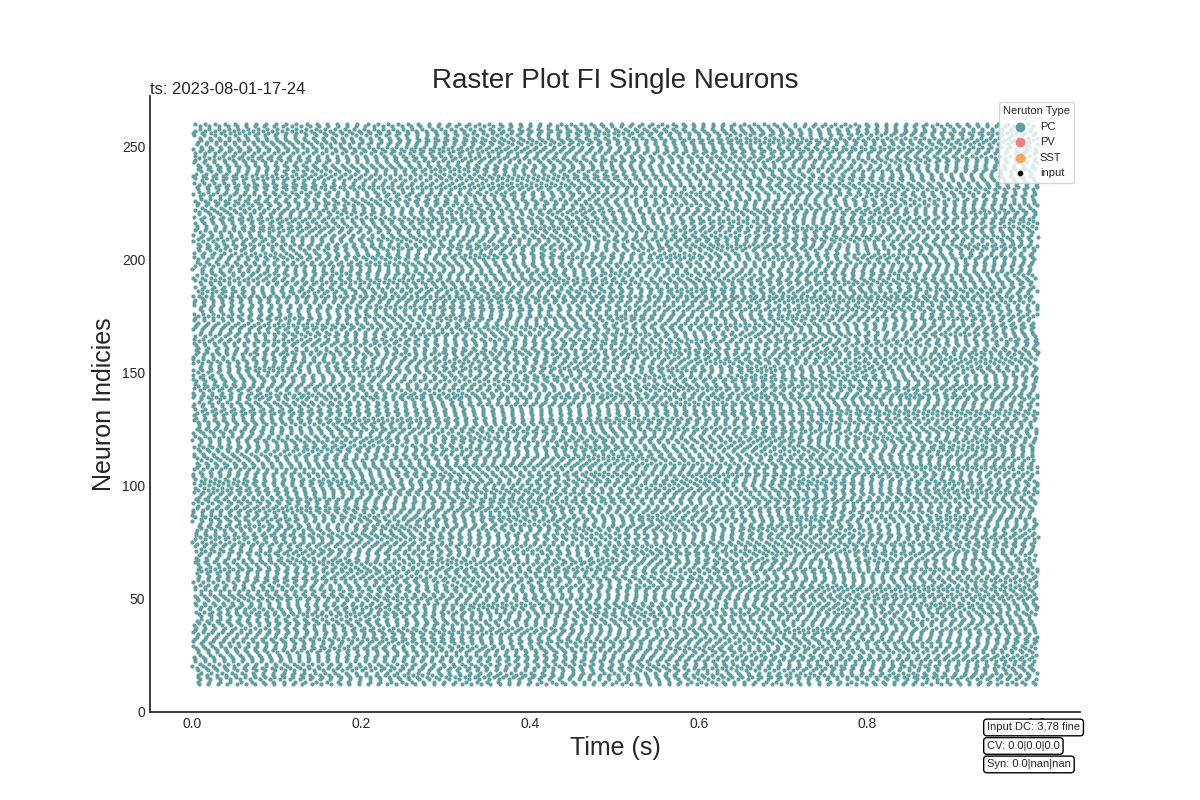 Raster Plot FI Single Neurons
ts: 2023-08-01-17-24
Neruton Type
PC
PV
SST
input
Neuron Indicies
250
200
150
100
50
0
0.0
0.2
0.4
0.6
0.8
Time (s)
Input DC: 3,78 fine
CV: 0.0|0.0|0.0
Syn: 0.0|nan|nan